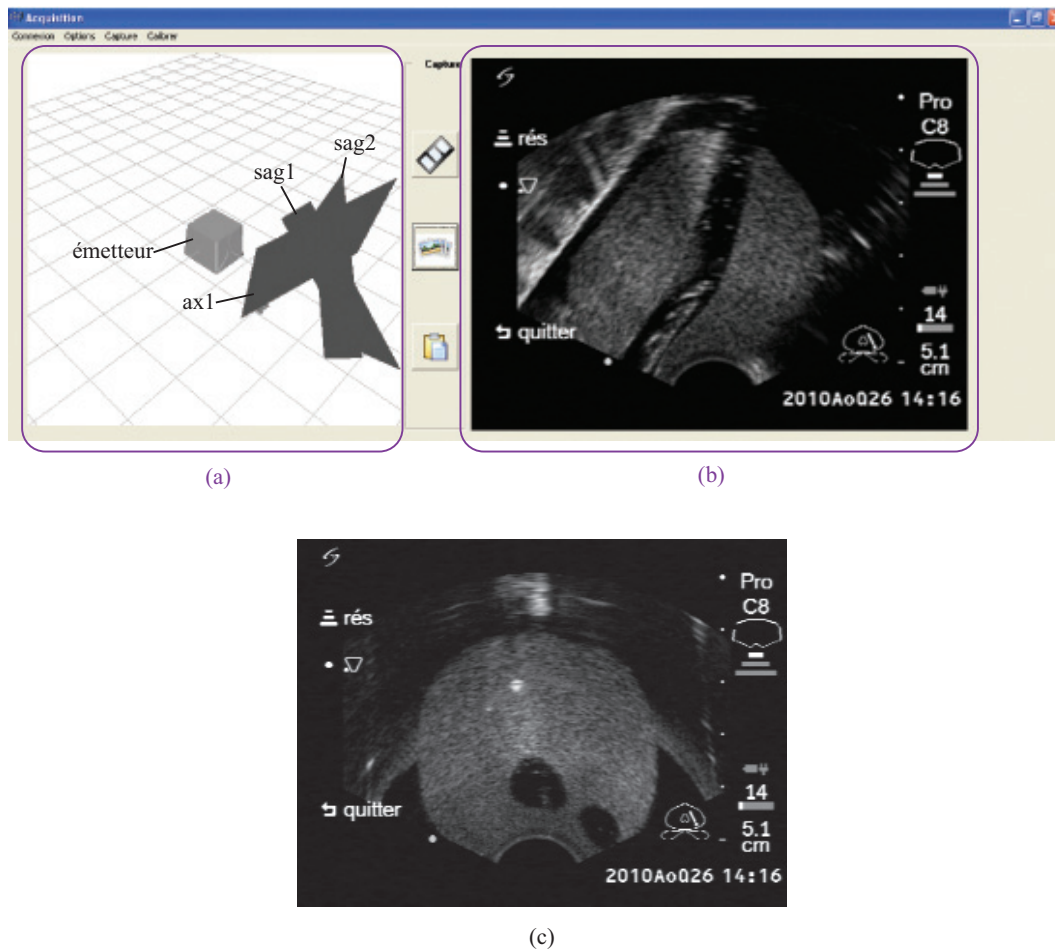 Acquisition
Connexion Options Capture Calibrer
Capture
sag2
sag1
émetteur
ax1
rés
quitter
Pro
C8
14
5.1
cm
2010Ao026 14:16
(a)
(b)
rés
quitter
Pro
C8
14
5.1
cm
2010Ao026 14:16
(c)